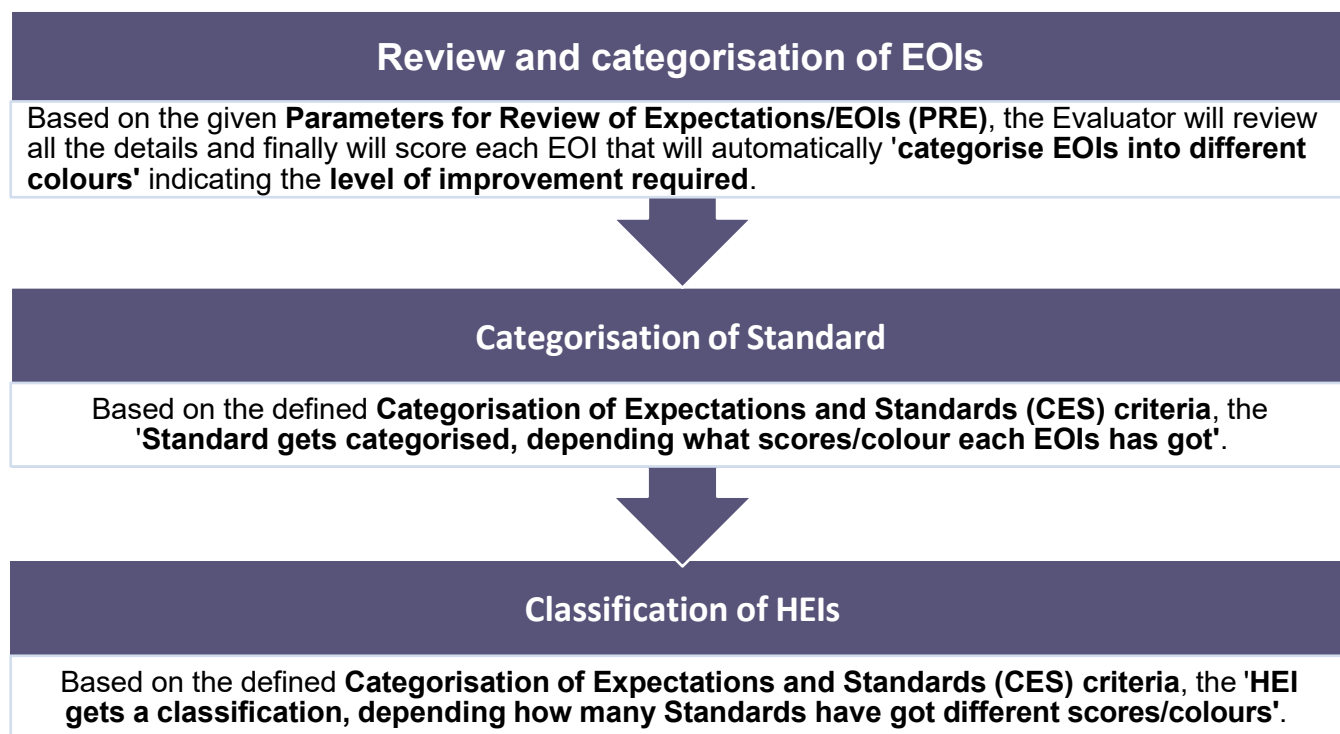 Review and categorisation of EOIs
Based on the given Parameters for Review of Expectations/EOIs (PRE), the Evaluator will review
all the details and finally will score each EOI that will automatically 'categorise EOIs into different
colours' indicating the level of improvement required.
Categorisation of Standard
Based on the defined Categorisation of Expectations and Standards (CES) criteria, the
'Standard gets categorised, depending what scores/colour each EOIs has got'.
Classification of HEIs
Based on the defined Categorisation of Expectations and Standards (CES) criteria, the 'HEI
gets a classification, depending how many Standards have got different scores/colours'.